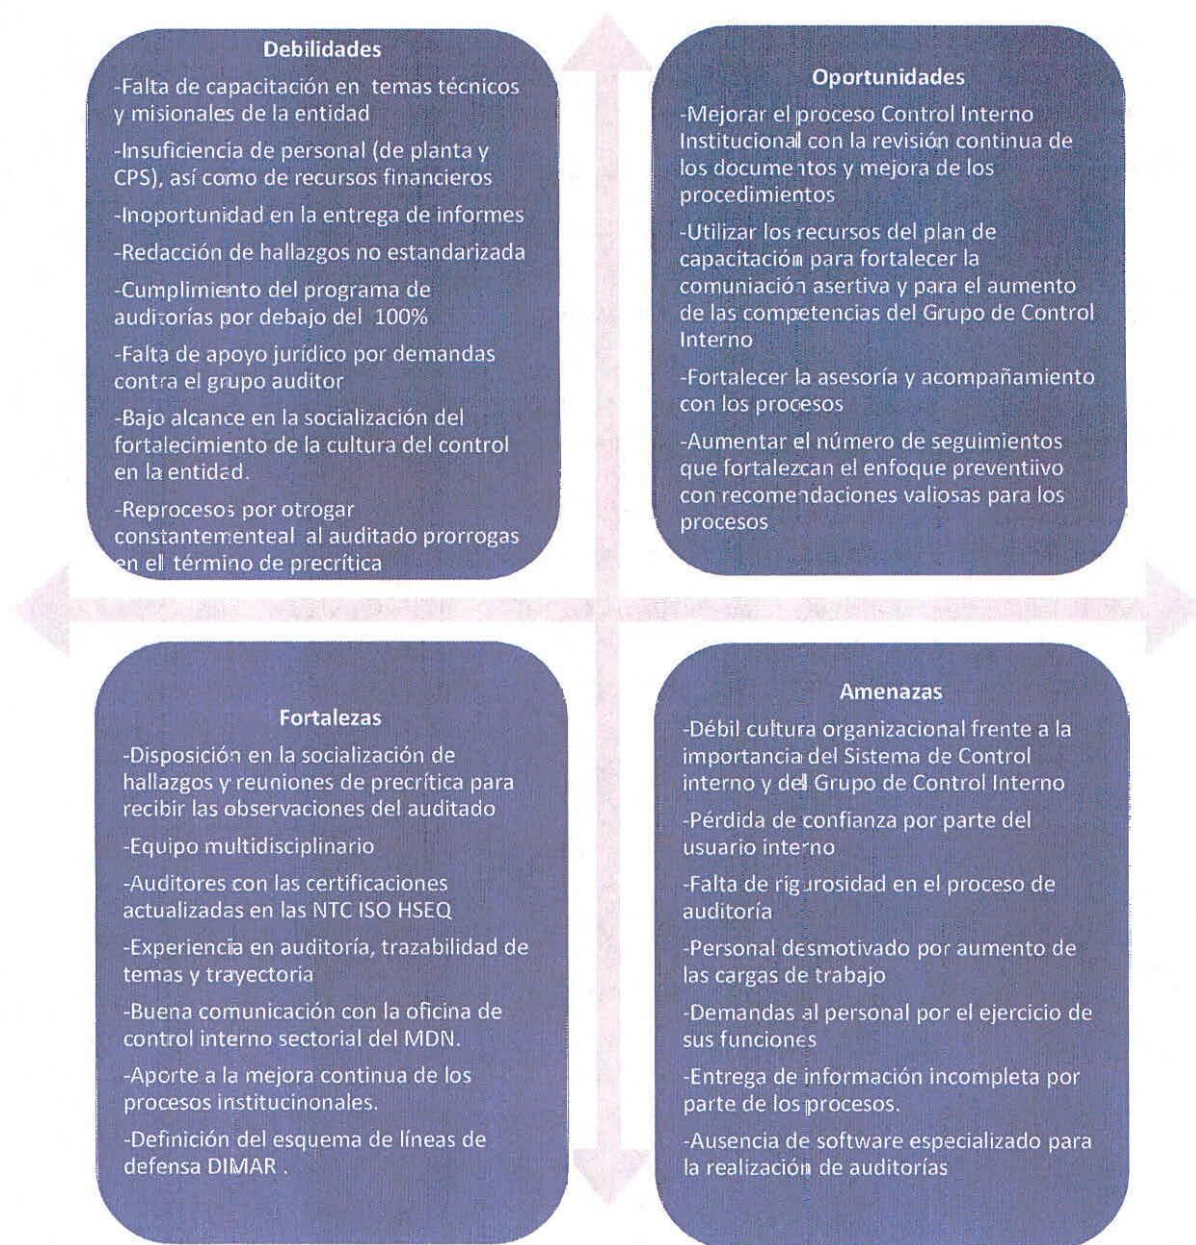 Debilidades
-Falta de capacitación en temas técnicos
y misionales de la entidad
-Insuficiencia de personal (de planta y
CPS), así como de recursos financieros
-Inoportunidad en la entrega de informes
-Redacción de hallazgos no estandarizada
-Cumplimiento del programa de
auditorías por debajo del 100%
-Falta de apoyo jurídico por demandas
contra el grupo auditor
-Bajo alcance en la socialización del
fortalecimiento de la cultura del control
en la entidad.
-Reprocesos por otrogar
constantementeal al auditado prorrogas
en el término de precrítica
Oportunidades
-Mejorar el proceso Control Interno
Institucional con la revisión continua de
los documentos y mejora de los
procedimientos
-Utilizar los recursos del plan de
capacitación para fortalecer la
comuniación asertiva y para el aumento
de las competencias del Grupo de Control
Interno
-Fortalecer la asesoría y acompañamiento
con los procesos
-Aumentar el número de seguimientos
que fortalezcan el enfoque preventiivo
con recomendaciones valiosas para los
procesos
Fortalezas
-Disposición en la socialización de
hallazgos y reuniones de precrítica para
recibir las observaciones del auditado
-Equipo multidisciplinario
-Auditores con las certificaciones
actualizadas en las NTC ISO HSEQ
-Experiencia en auditoría, trazabilidad de
temas y trayectoria
-Buena comunicación con la oficina de
control interno sectorial del MDN.
-Aporte a la mejora continua de los
procesos institucinonales.
-Definición del esquema de líneas de
defensa DIMAR .
Amenazas
-Débil cultura organizacional frente a la
importancia del Sistema de Control
interno y del Grupo de Control Interno
-Pérdida de confianza por parte del
usuario interno
-Falta de rigurosidad en el proceso de
auditoría
-Personal desmotivado por aumento de
las cargas de trabajo
-Demandas al personal por el ejercicio de
sus funciones
-Entrega de información incompleta por
parte de los procesos.
-Ausencia de software especializado para
la realización de auditorías